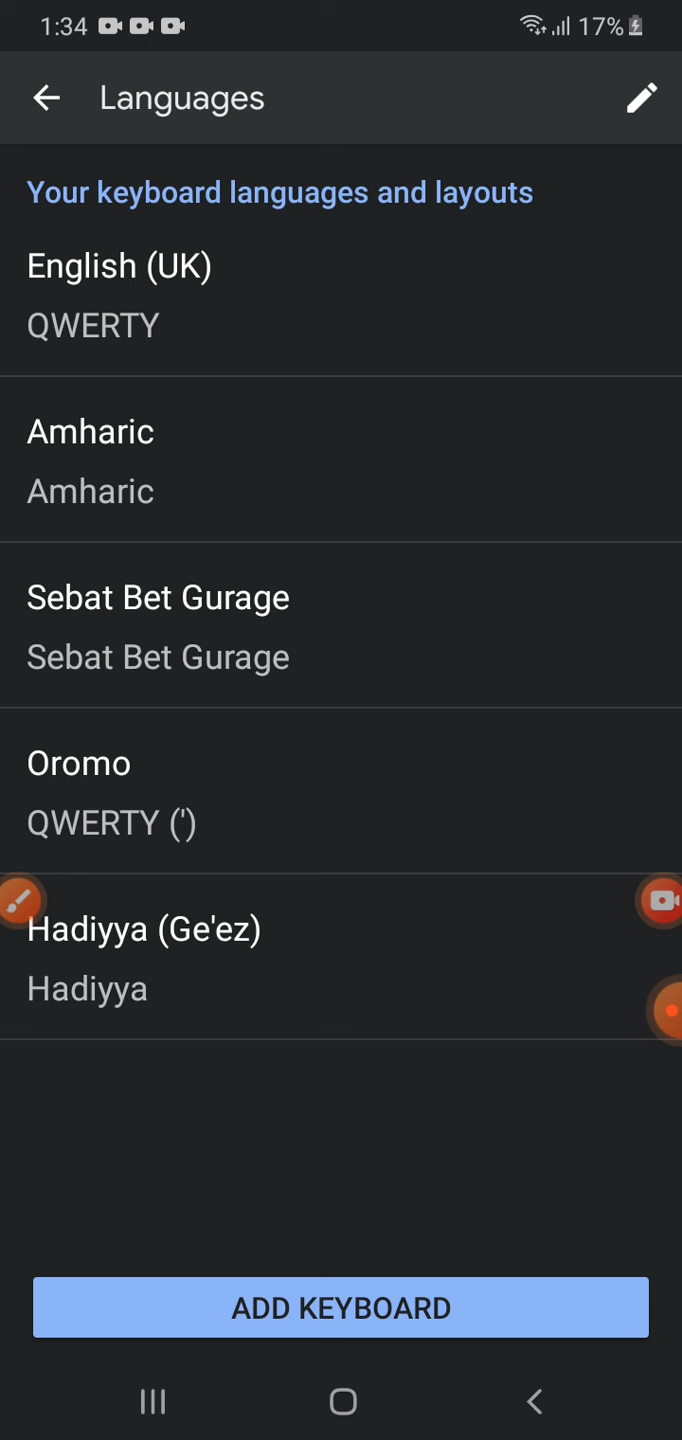 1:34 17%
Languages
Your keyboard languages and layouts
English (UK)
QWERTY
Amharic
Amharic
Sebat Bet Gurage
Sebat Bet Gurage
Oromo
QWERTY (')
Hadiyya (Ge'ez)
Hadiyya
ADD KEYBOARD